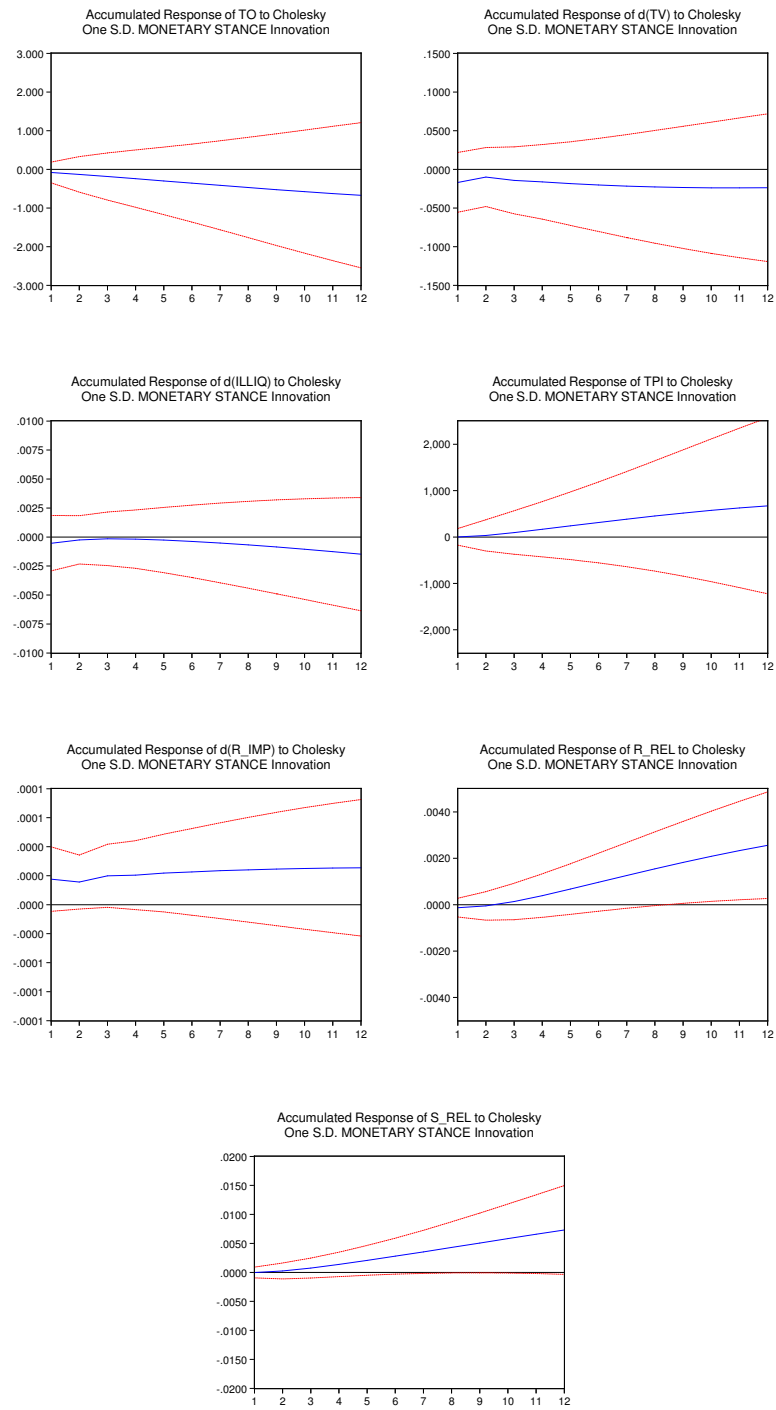 Accumulated Response of TO to Cholesky
One S.D. MONETARY STANCE Innovation
3.000
2.000
1.000
0.000
-1.000
-2.000
-3.000
1 2 3 4 5 6 7 8 9 10 11 12
Accumulated Response of d(TV) to Cholesky
One S.D. MONETARY STANCE Innovation
.1500
.1000
.0500
.0000
-.0500
-.1000
-.1500
1 2 3 4 5 6 7 8 9 10 11 12
Accumulated Response of d(ILLIQ) to Cholesky
One S.D. MONETARY STANCE Innovation
.0100
.0075
.0050
.0025
.0000
-.0025
-.0050
-.0075
-.0100
1 2 3 4 5 6 7 8 9 10 11 12
Accumulated Response of TPI to Cholesky
One S.D. MONETARY STANCE Innovation
2,000
1,000
0
-1,000
-2,000
1 2 3 4 5 6 7 8 9 10 11 12
Accumulated Response of d(R_IMP) to Cholesky
One S.D. MONETARY STANCE Innovation
.0001
.0001
.0000
.0000
.0000
-.0000
-.0001
-.0001
-.0001
1 2 3 4 5 6 7 8 9 10 11 12
Accumulated Response of R_REL to Cholesky
One S.D. MONETARY STANCE Innovation
.0040
.0020
.0000
-.0020
-.0040
1 2 3 4 5 6 7 8 9 10 11 12
Accumulated Response of S_REL to Cholesky
One S.D. MONETARY STANCE Innovation
.0200
.0150
.0100
.0050
.0000
-.0050
-.0100
-.0150
-.0200
1 2 3 4 5 6 7 8 9 10 11 12